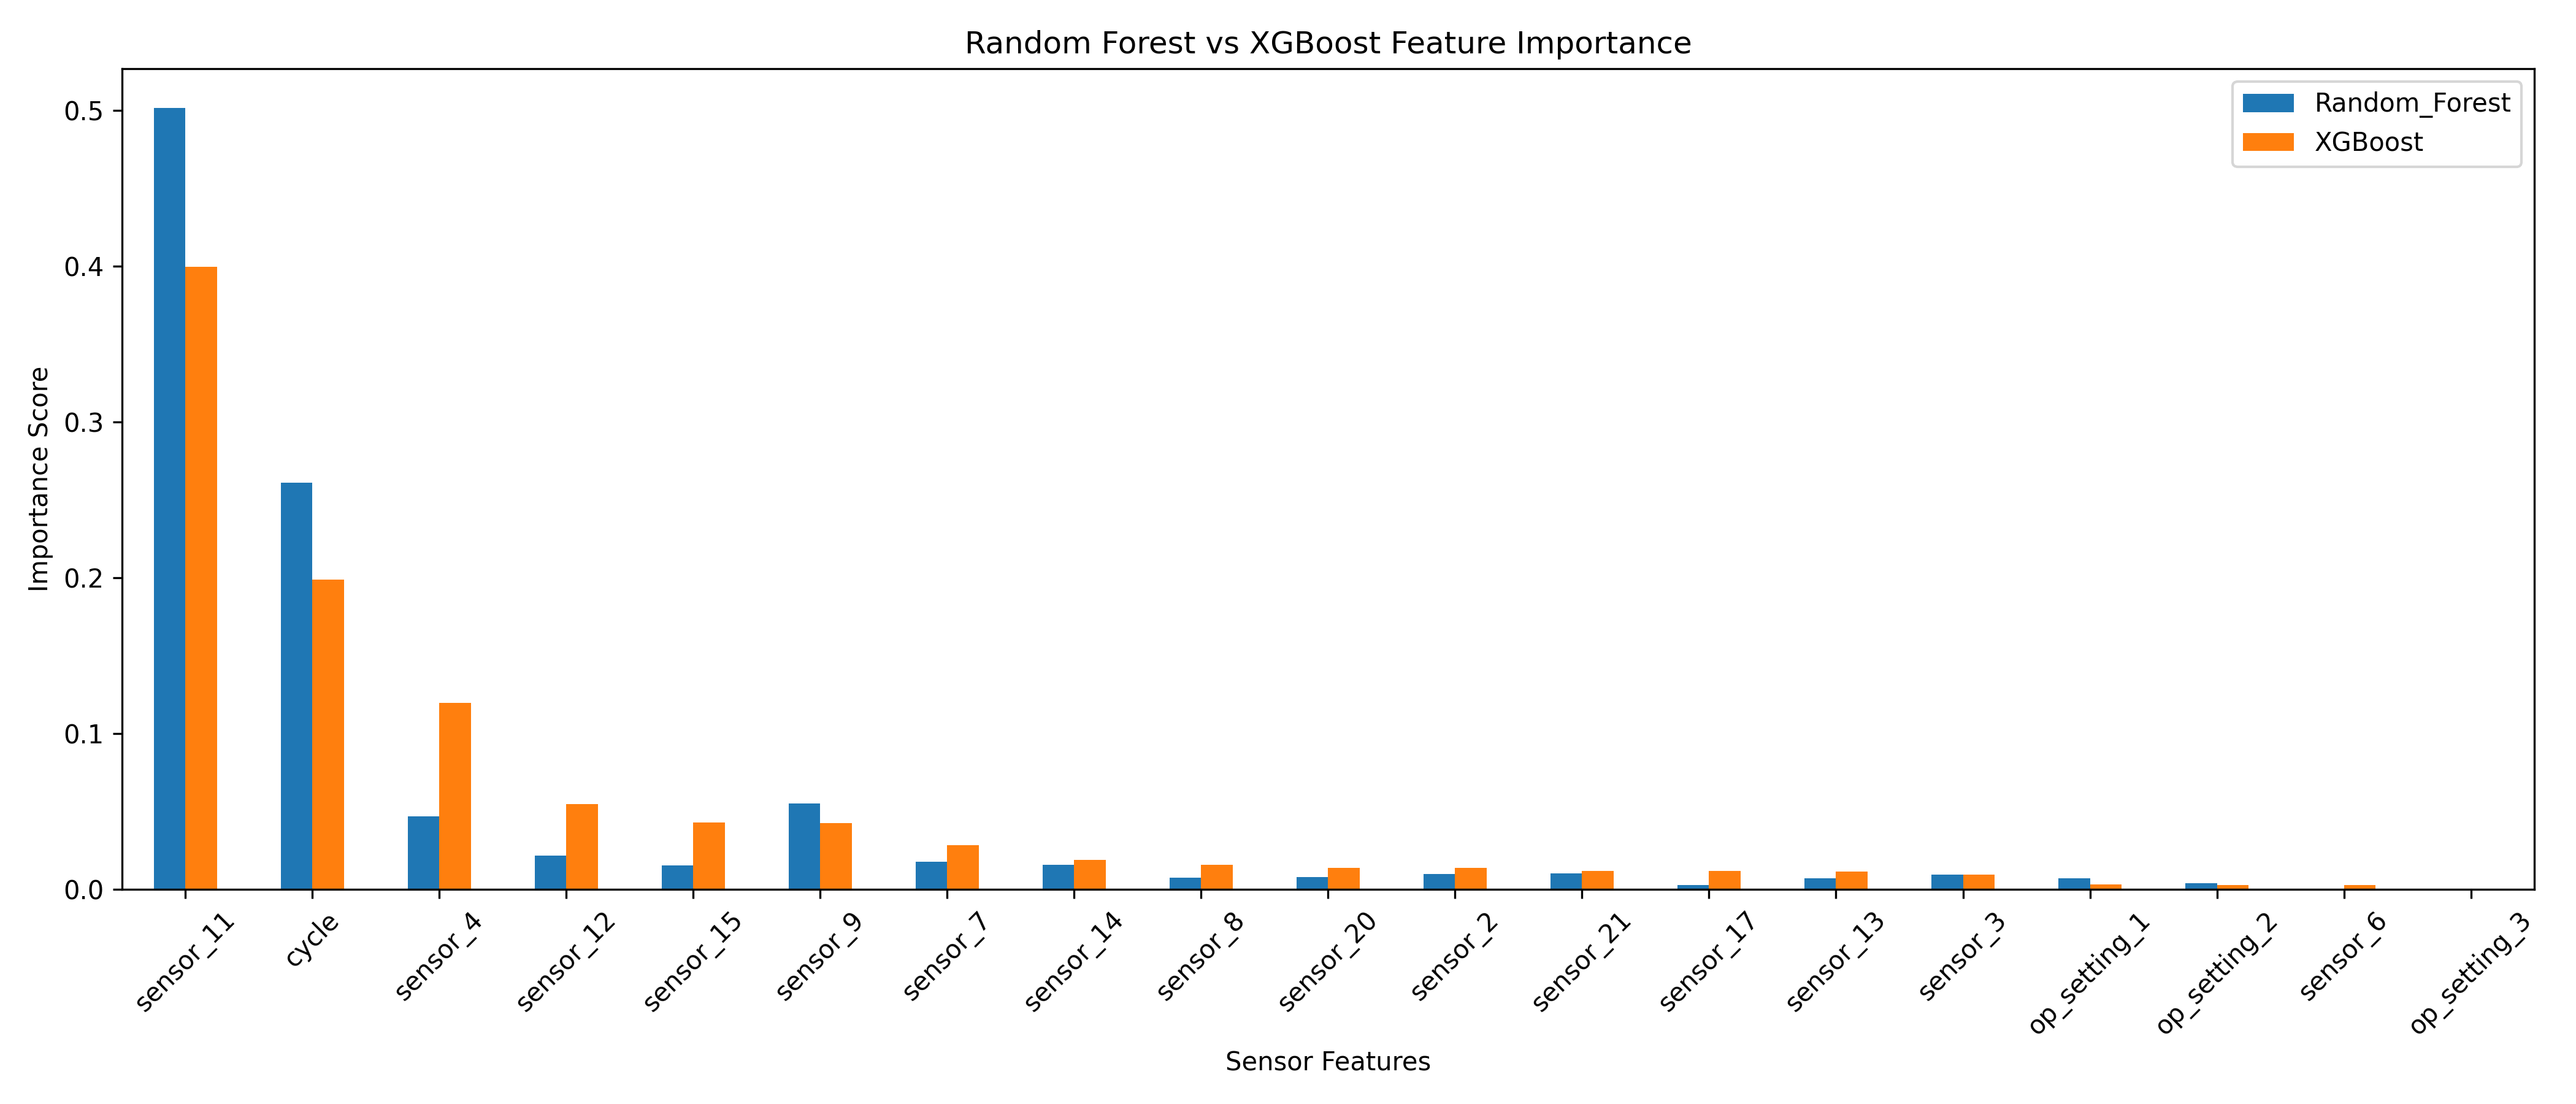 Random Forest vs XGBoost Feature Importance
Random_Forest
XGBoost
Importance Score
0.5
0.4
0.3
0.2
0.1
0.0
sensor_11
cycle
sensor_4
sensor_12
sensor_15
sensor_9
sensor_7
sensor_14
sensor_8
sensor_20
sensor_2
sensor_21
sensor_17
sensor_13
sensor_3
op_setting_1
op_setting_2
sensor_6
op_setting_3
Sensor Features